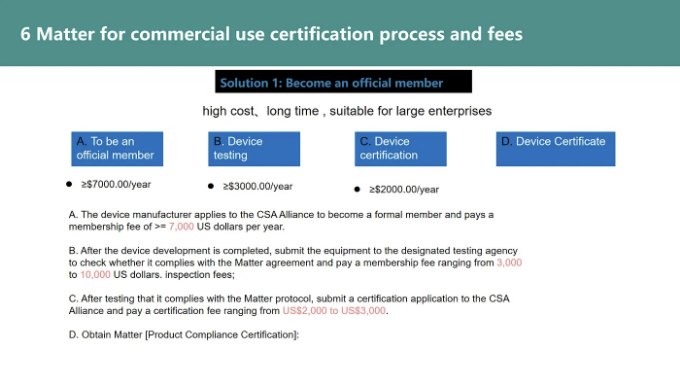 6 Matter for commercial use certification process and fees
Solution 1: Become an official member
high cost、long time , suitable for large enterprises
A. To be an
official member
B. Device
testing
C. Device
certification
D. Device Certificate
● ≥$7000.00/year
● ≥$3000.00/year
● ≥$2000.00/year
A. The device manufacturer applies to the CSA Alliance to become a formal member and pays a
membership fee of >= 7,000 US dollars per year.
B. After the device development is completed, submit the equipment to the designated testing agency
to check whether it complies with the Matter agreement and pay a membership fee ranging from 3,000
to 10,000 US dollars. inspection fees;
C. After testing that it complies with the Matter protocol, submit a certification application to the CSA
Alliance and pay a certification fee ranging from US$2,000 to US$3,000.
D. Obtain Matter [Product Compliance Certification]: